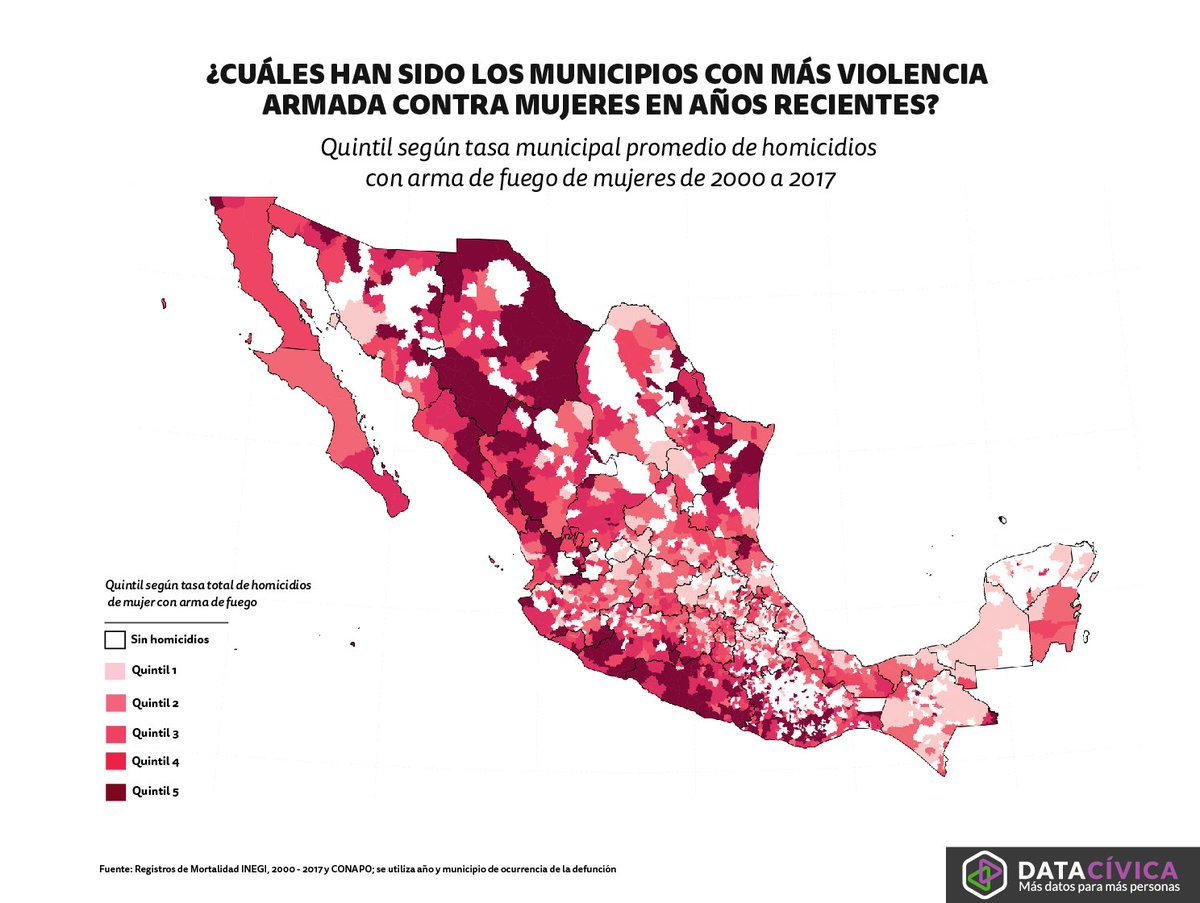 ¿CUÁLES HAN SIDO LOS MUNICIPIOS CON MÁS VIOLENCIA
ARMADA CONTRA MUJERES EN AÑOS RECIENTES?
Quintil según tasa municipal promedio de homicidios
con arma de fuego de mujeres de 2000 a 2017
Quintil según tasa total de homicidios
de mujer con arma de fuego
Sin homicidios
Quintil 1
Quintil 2
Quintil 3
Quintil 4
Quintil 5
Fuente: Registros de Mortalidad INEGI, 2000 - 2017 y CONAPO; se utiliza año y municipio de ocurrencia de la defunción
DATACÍVICA
Más datos para más personas